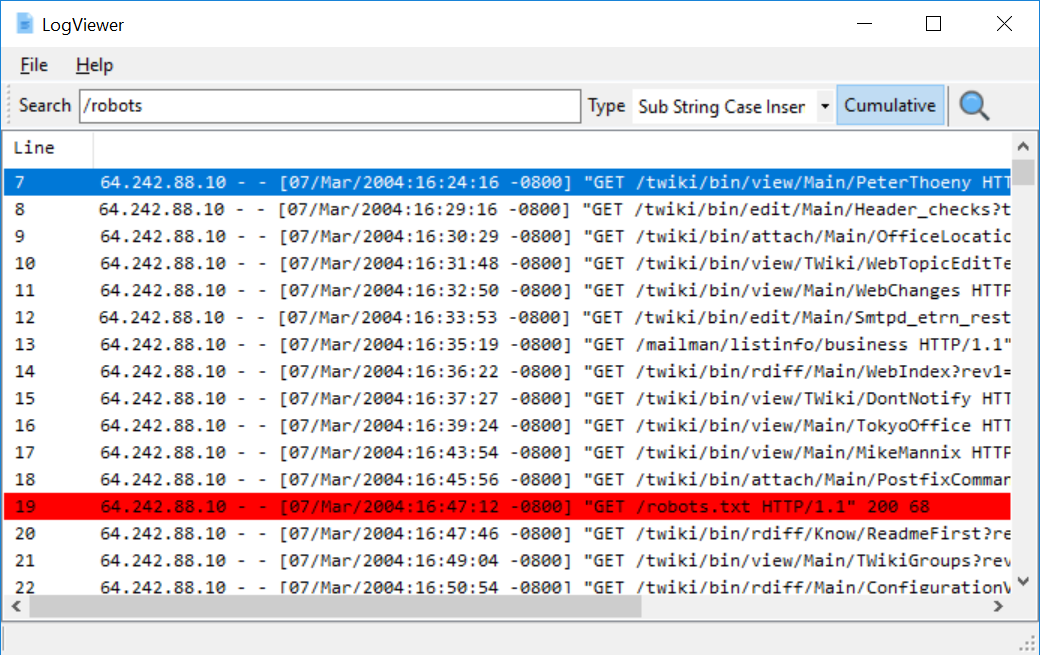 LogViewer
File Help
Search /robots Type Sub String Case Inser Cumulative
Line
7 64.242.88.10 - - [07/Mar/2004:16:24:16 -0800] "GET /twiki/bin/view/Main/PeterThoeny HTT
8 64.242.88.10 - - [07/Mar/2004:16:29:16 -0800] "GET /twiki/bin/edit/Main/Header_checks?t
9 64.242.88.10 - - [07/Mar/2004:16:30:29 -0800] "GET /twiki/bin/attach/Main/OfficeLocatio
10 64.242.88.10 - - [07/Mar/2004:16:31:48 -0800] "GET /twiki/bin/view/TWiki/WebTopicEditTe
11 64.242.88.10 - - [07/Mar/2004:16:32:50 -0800] "GET /twiki/bin/view/Main/WebChanges HTTP
12 64.242.88.10 - - [07/Mar/2004:16:33:53 -0800] "GET /twiki/bin/edit/Main/Smtpd_etrn_rest
13 64.242.88.10 - - [07/Mar/2004:16:35:19 -0800] "GET /mailman/listinfo/business HTTP/1.1"
14 64.242.88.10 - - [07/Mar/2004:16:36:22 -0800] "GET /twiki/bin/rdiff/Main/WebIndex?rev1=
15 64.242.88.10 - - [07/Mar/2004:16:37:27 -0800] "GET /twiki/bin/view/TWiki/DontNotify HTT
16 64.242.88.10 - - [07/Mar/2004:16:39:24 -0800] "GET /twiki/bin/view/Main/TokyoOffice HTT
17 64.242.88.10 - - [07/Mar/2004:16:43:54 -0800] "GET /twiki/bin/view/Main/MikeMannix HTTP
18 64.242.88.10 - - [07/Mar/2004:16:45:56 -0800] "GET /twiki/bin/attach/Main/PostfixComman
19 64.242.88.10 - - [07/Mar/2004:16:47:12 -0800] "GET /robots.txt HTTP/1.1" 200 68
20 64.242.88.10 - - [07/Mar/2004:16:47:46 -0800] "GET /twiki/bin/rdiff/Know/ReadmeFirst?re
21 64.242.88.10 - - [07/Mar/2004:16:49:04 -0800] "GET /twiki/bin/view/Main/TWikiGroups?rev
22 64.242.88.10 - - [07/Mar/2004:16:50:54 -0800] "GET /twiki/bin/rdiff/Main/ConfigurationV